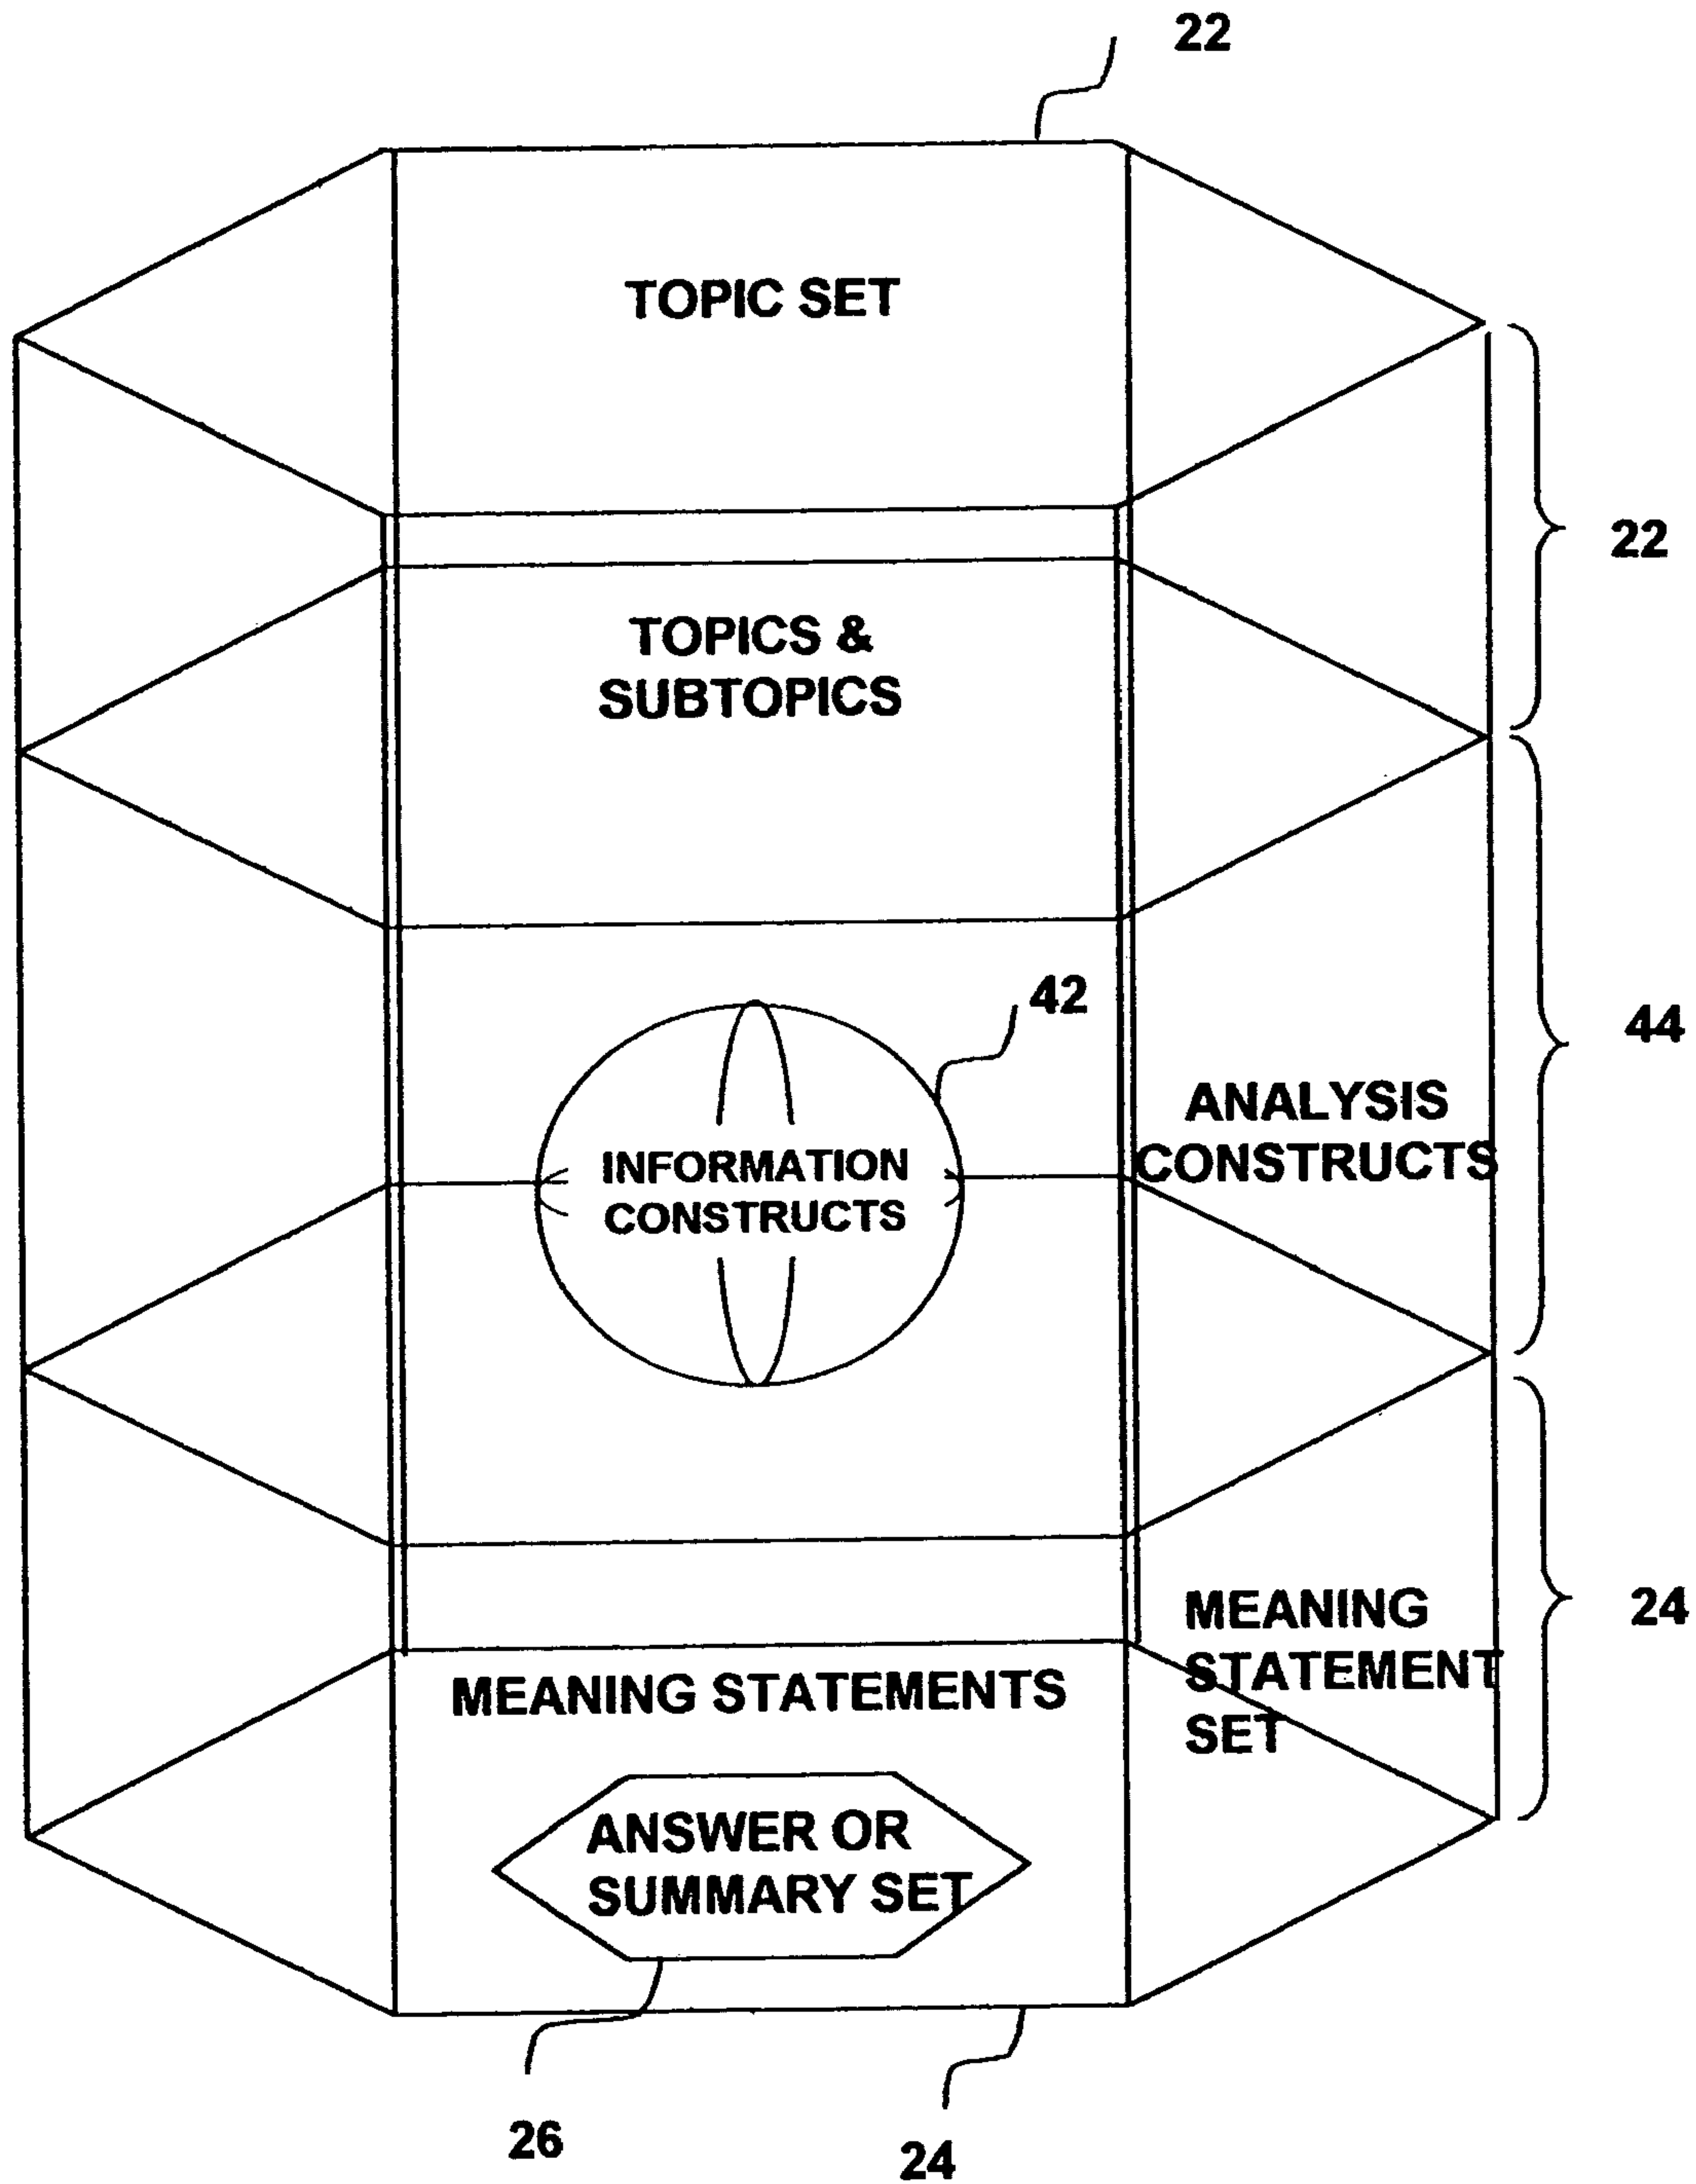 22
TOPIC SET
22
TOPICS &
SUBTOPICS
42
44
ANALYSIS
CONSTRUCTS
INFORMATION
CONSTRUCTS
24
MEANING
STATEMENT
SET
MEANING STATEMENTS
ANSWER OR
SUMMARY SET
26
24